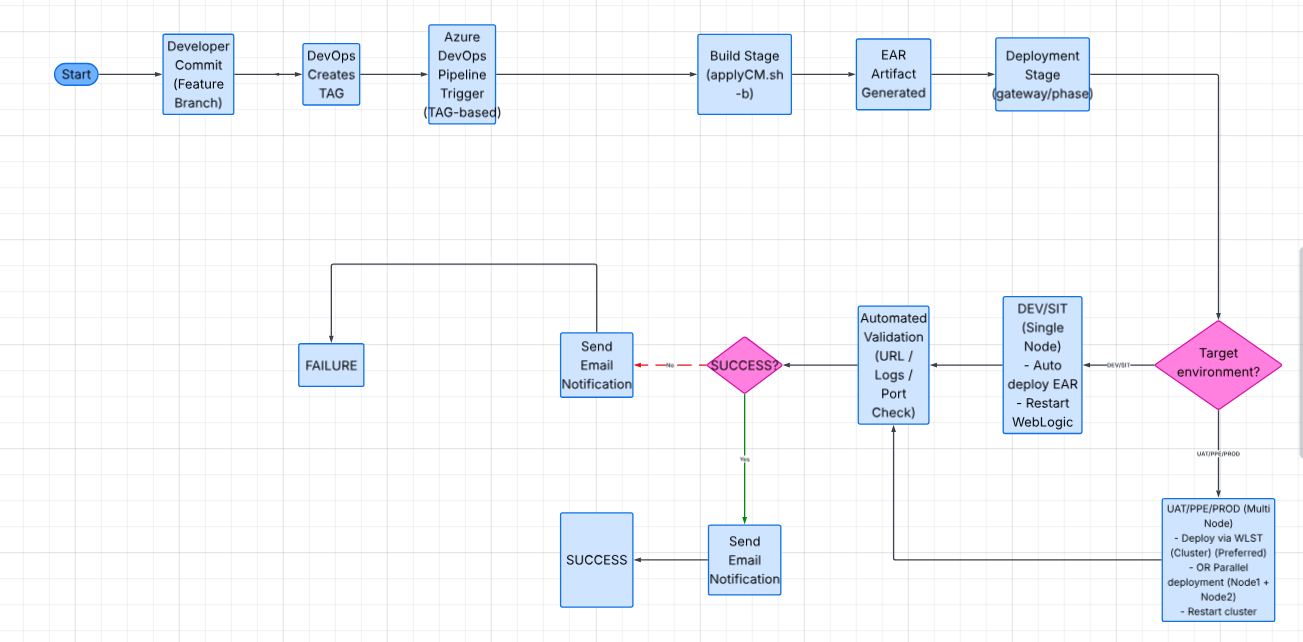 Start
Developer
Commit
(Feature
Branch)
DevOps
Creates
TAG
Azure
DevOps
Pipeline
Trigger
(TAG-based)
Build Stage
(applyCM.sh
-b)
EAR
Artifact
Generated
Deployment
Stage
(gateway/phase)
Target
environment?
DEV/SIT
DEV/SIT
(Single
Node)
- Auto
deploy EAR
- Restart
WebLogic
Automated
Validation
(URL /
Logs /
Port
Check)
SUCCESS?
No
Send
Email
Notification
FAILURE
UAT/PPE/PROD
UAT/PPE/PROD (Multi
Node)
- Deploy via WLST
(Cluster) (Preferred)
- OR Parallel
deployment (Node1 +
Node2)
- Restart cluster
Yes
Send
Email
Notification
SUCCESS